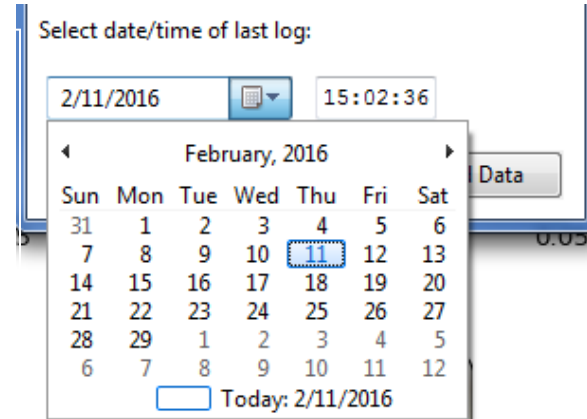 Select date/time of last log:
2/11/2016 15:02:36
February, 2016
Data
Sun Mon Tue Wed Thu Fri Sat
31 1 2 3 4 5 6
0.05
7 8 9 10 11 12 13
14 15 16 17 18 19 20
21 22 23 24 25 26 27
28 29 1 2 3 4 5
6 7 8 9 10 11 12
Today: 2/11/2016